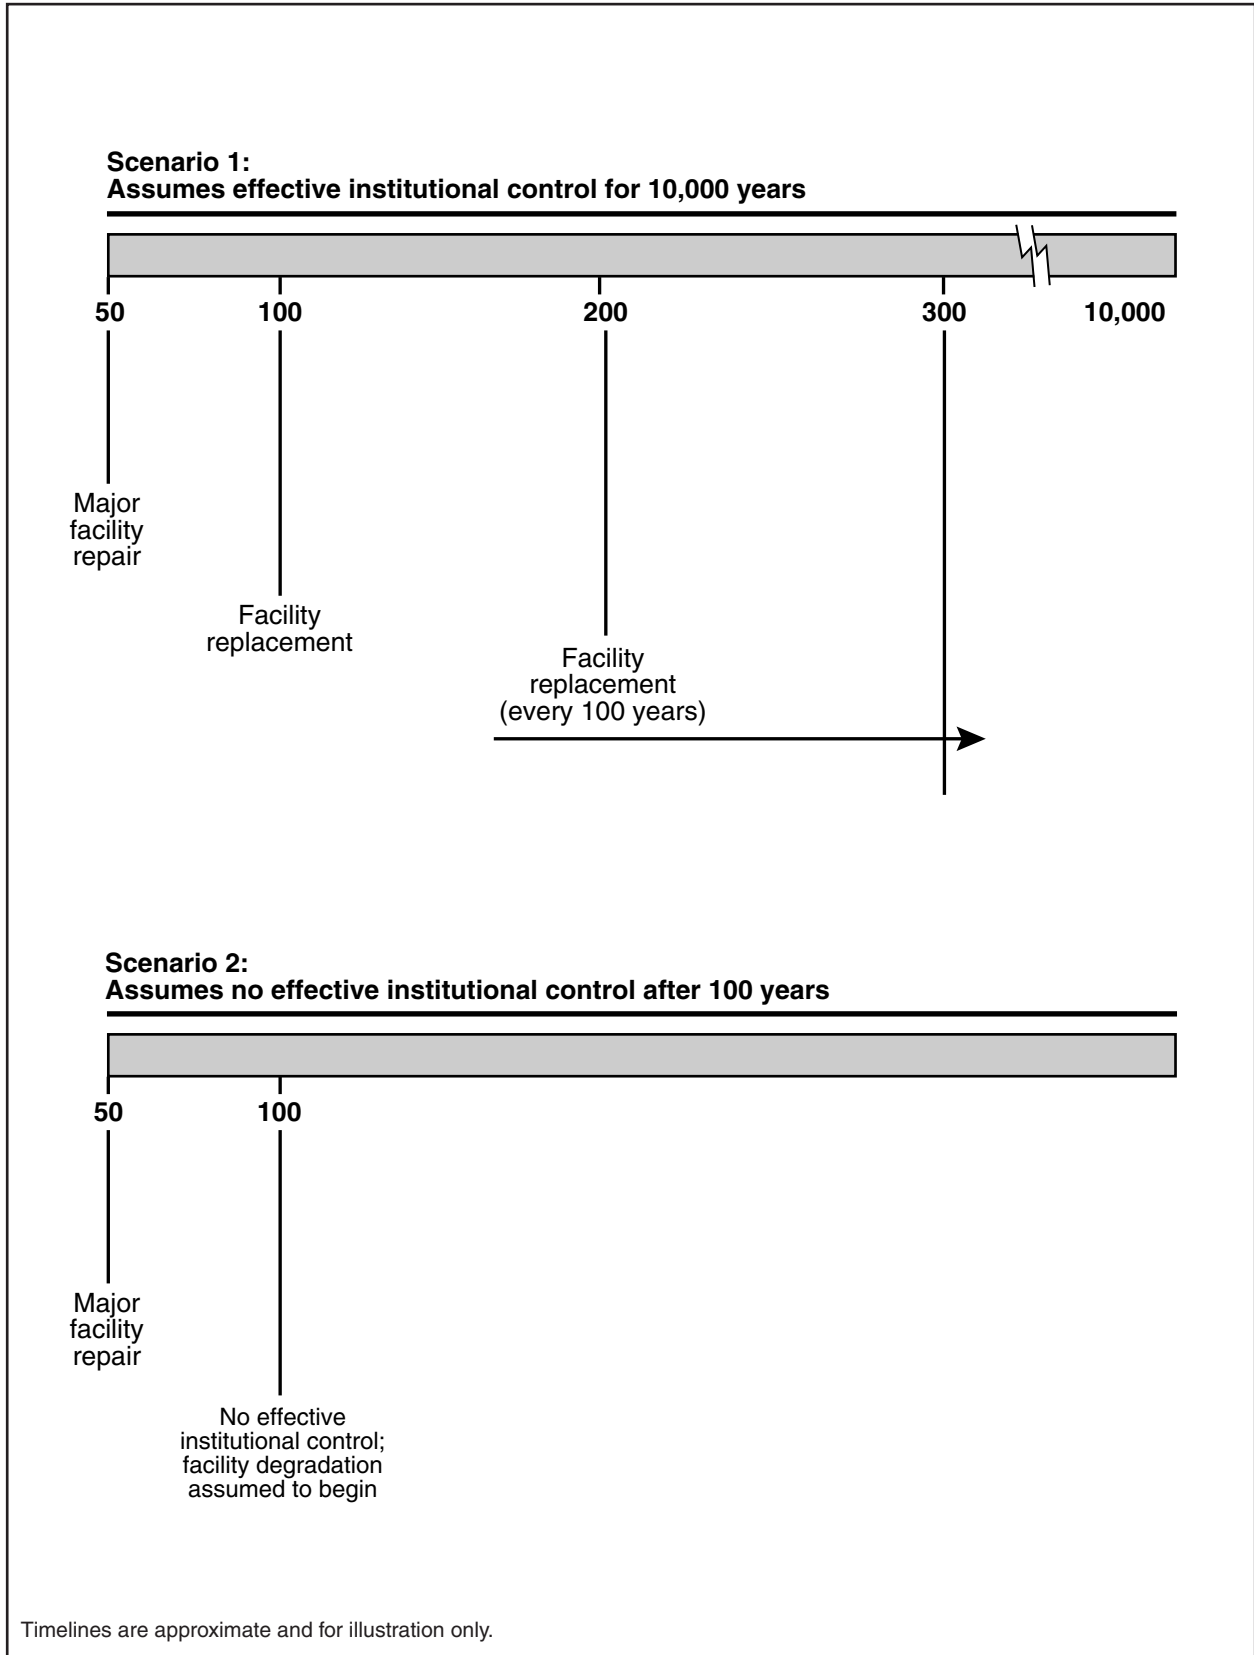 Scenario 1:
Assumes effective institutional control for 10,000 years
50 100 200 300 10,000
Major
facility
repair
Facility
replacement
Facility
replacement
(every 100 years)
Scenario 2:
Assumes no effective institutional control after 100 years
50 100
Major
facility
repair
No effective
institutional control;
facility degradation
assumed to begin
Timelines are approximate and for illustration only.